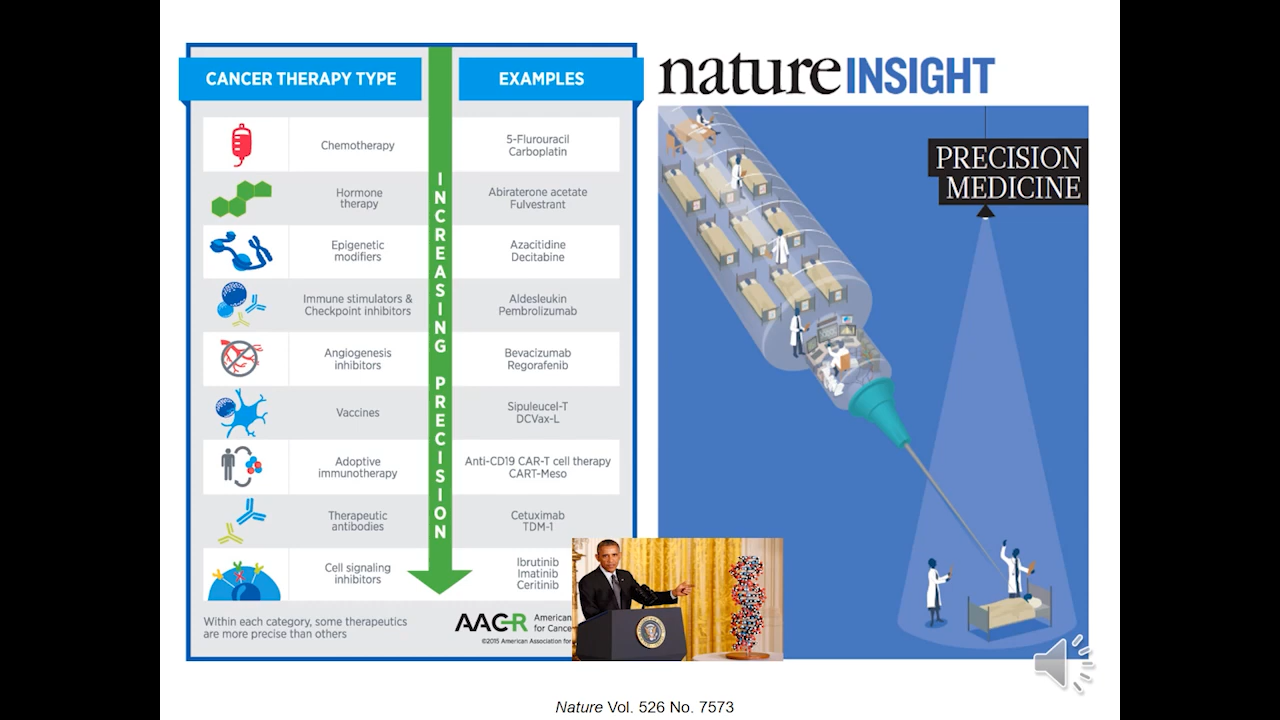 CANCER THERAPY TYPE
EXAMPLES
Chemotherapy
5-Flurouracil
Carboplatin
Hormone
therapy
Abiraterone acetate
Fulvestrant
Epigenetic
modifiers
Azacitidine
Decitabine
Immune stimulators &
Checkpoint inhibitors
Aldesleukin
Pembrolizumab
Angiogenesis
inhibitors
Bevacizumab
Regorafenib
Vaccines
Sipuleucel-T
DCVax-L
Adoptive
immunotherapy
Anti-CD19 CAR-T cell therapy
CART-Meso
Therapeutic
antibodies
Cetuximab
TDM-1
Cell signaling
inhibitors
Ibrutinib
Imatinib
Ceritinib
INCREASING PRECISION
Within each category, some therapeutics
are more precise than others
AACR American
for Cance
©2015 American Association for
nature INSIGHT
PRECISION
MEDICINE
Nature Vol. 526 No. 7573